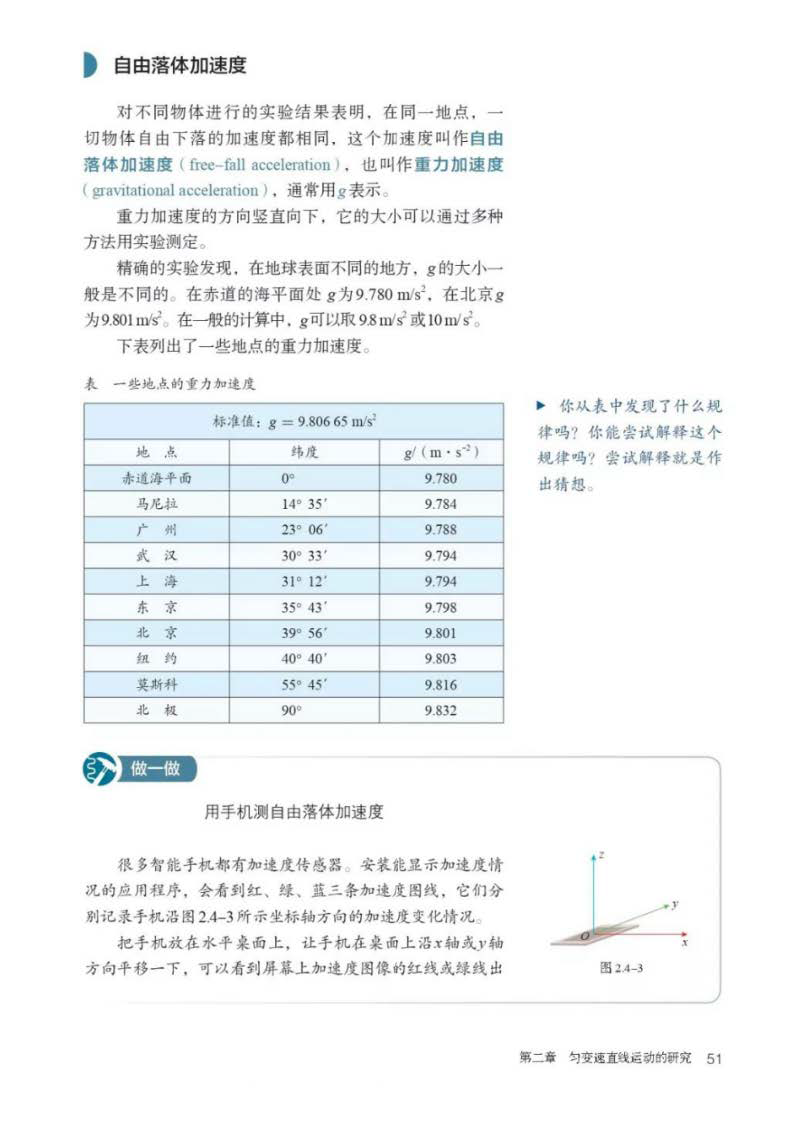 自由落体加速度
对不同物体进行的实验结果表明，在同一地点，一
切物体自由下落的加速度都相同，这个加速度叫作自由
落体加速度（free-fall acceleration），也叫作重力加速度
（gravitational acceleration），通常用g表示。
重力加速度的方向竖直向下，它的大小可以通过多种
方法用实验测定。
精确的实验发现，在地球表面不同的地方，g的大小一
般是不同的。在赤道的海平面处 g为9.780 m/s²，在北京g
为9.801 m/s²。在一般的计算中，g可以取 9.8 m/s² 或10 m/s²。
下表列出了一些地点的重力加速度。
表 一些地点的重力加速度
标准值：g = 9.806 65 m/s²
地 点 纬度 g/（m·s⁻²）
赤道海平面 0° 9.780
马尼拉 14° 35′ 9.784
广 州 23° 06′ 9.788
武 汉 30° 33′ 9.794
上 海 31° 12′ 9.794
东 京 35° 43′ 9.798
北 京 39° 56′ 9.801
纽 约 40° 40′ 9.803
莫斯科 55° 45′ 9.816
北 极 90° 9.832
你从表中发现了什么规
律吗？你能尝试解释这个
规律吗？尝试解释就是作
出猜想。
做一做
用手机测自由落体加速度
很多智能手机都有加速度传感器。安装能显示加速度情
况的应用程序，会看到红、绿、蓝三条加速度图线，它们分
别记录手机沿图 2.4-3 所示坐标轴方向的加速度变化情况。
把手机放在水平桌面上，让手机在桌面上沿x轴或y轴
方向平移一下，可以看到屏幕上加速度图像的红线或绿线出
z
y
O
x
图 2.4-3
第二章 匀变速直线运动的研究 51